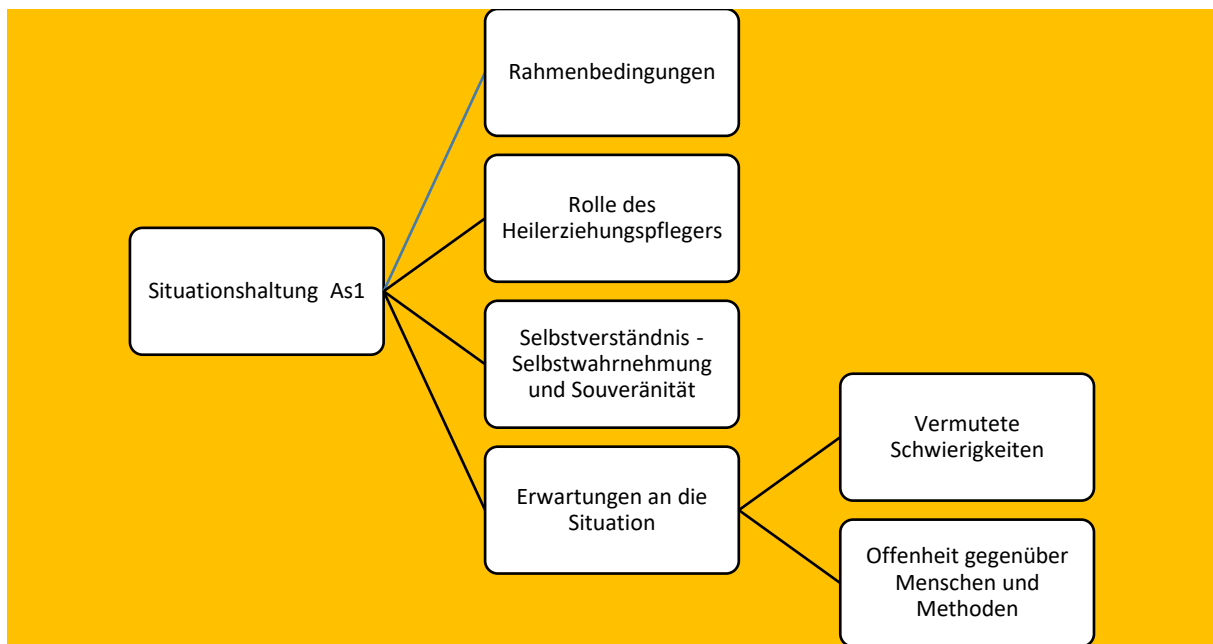 Rahmenbedingungen
Rolle des
Heilerziehungspflegers
Situationshaltung As1
Selbstverständnis -
Selbstwahrnehmung
und Souveränität
Vermutete
Schwierigkeiten
Erwartungen an die
Situation
Offenheit gegenüber
Menschen und
Methoden